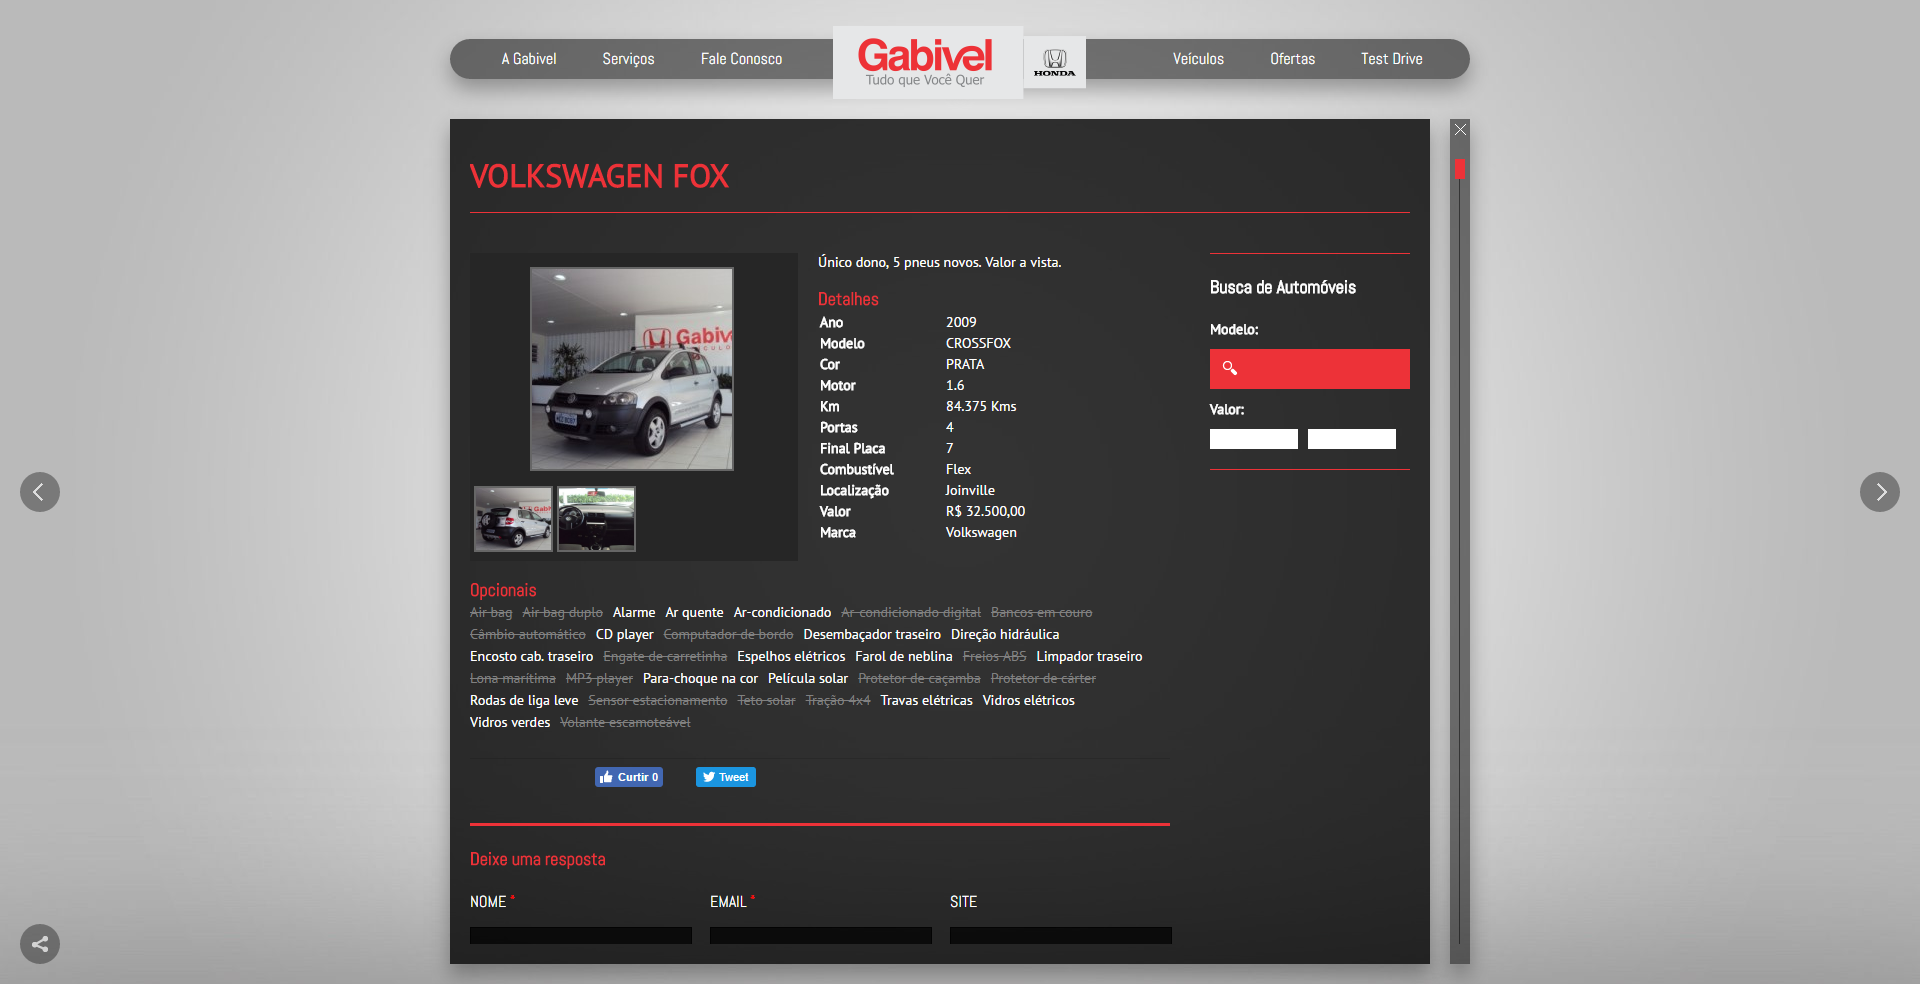 A Gabivel Serviços Fale Conosco Gabivel Tudo que Você Quer HONDA Veículos Ofertas Test Drive
VOLKSWAGEN FOX
Único dono, 5 pneus novos. Valor a vista.
Detalhes
Ano 2009
Modelo CROSSFOX
Cor PRATA
Motor 1.6
Km 84.375 Kms
Portas 4
Final Placa 7
Combustível Flex
Localização Joinville
Valor R$ 32.500,00
Marca Volkswagen
Busca de Automóveis
Modelo:
Valor:
Opcionais
Air bag Air bag duplo Alarme Ar quente Ar-condicionado Ar-condicionado digital Bancos em couro
Câmbio automático CD player Computador de bordo Desembaçador traseiro Direção hidráulica
Encosto cab. traseiro Engate de carretinha Espelhos elétricos Farol de neblina Freios ABS Limpador traseiro
Lona marítima MP3 player Para-choque na cor Película solar Protetor de caçamba Protetor de cárter
Rodas de liga leve Sensor estacionamento Teto solar Tração 4x4 Travas elétricas Vidros elétricos
Vidros verdes Volante escamoteável
Curtir 0 Tweet
Deixe uma resposta
NOME * EMAIL * SITE